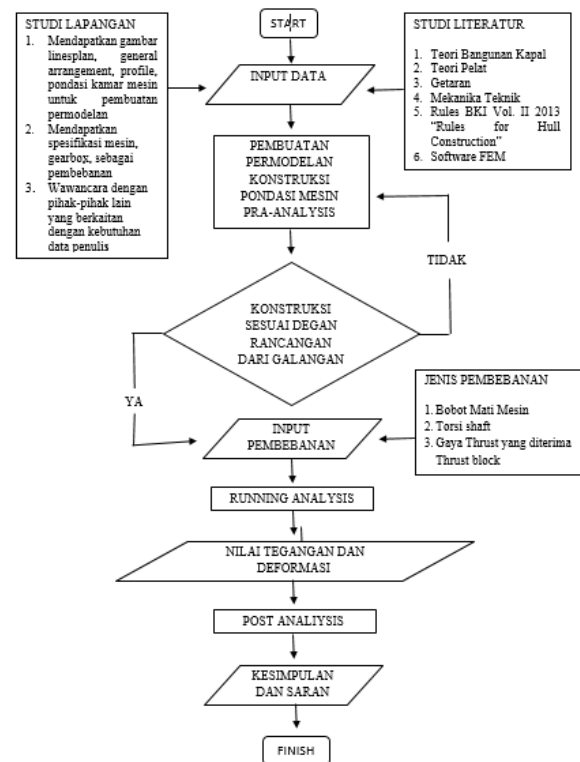 START
STUDI LAPANGAN
1. Mendapatkan gambar
linesplan, general
arrangement, profile,
pondasi kamar mesin
untuk pembuatan
permodelan
2. Mendapatkan
spesifikasi mesin,
gearbox, sebagai
pembebanan
3. Wawancara dengan
pihak-pihak lain
yang berkaitan
dengan kebutuhan
data penulis
INPUT DATA
STUDI LITERATUR
1. Teori Bangunan Kapal
2. Teori Pelat
3. Getaran
4. Mekanika Teknik
5. Rules BKI Vol. II 2013
"Rules for Hull
Construction"
6. Software FEM
PEMBUATAN
PERMODELAN
KONSTRUKSI
PONDASI MESIN
PRA-ANALYSIS
TIDAK
KONSTRUKSI
SESUAI DEGAN
RANCANGAN
DARI GALANGAN
YA
JENIS PEMBEBANAN
1. Bobot Mati Mesin
2. Torsi shaft
3. Gaya Thrust yang diterima
Thrust block
INPUT
PEMBEBANAN
RUNNING ANALYSIS
NILAI TEGANGAN DAN
DEFORMASI
POST ANALIYSIS
KESIMPULAN
DAN SARAN
FINISH